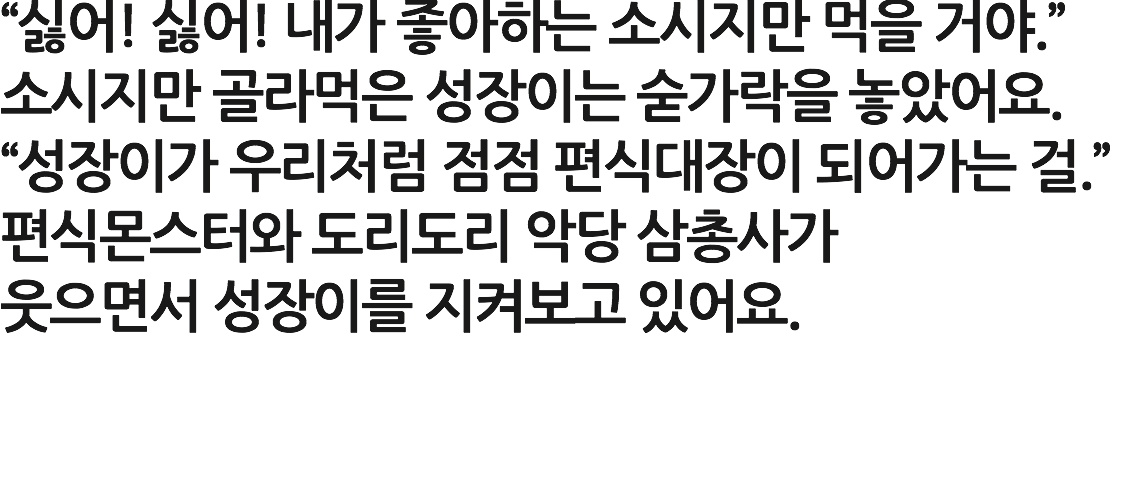 “싫어! 싫어! 내가 좋아하는 소시지만 먹을 거야.”
소시지만 골라먹은 성장이는 숟가락을 놓았어요.
“성장이가 우리처럼 점점 편식대장이 되어가는 걸.”
편식몬스터와 도리도리 악당 삼총사가
웃으면서 성장이를 지켜보고 있어요.